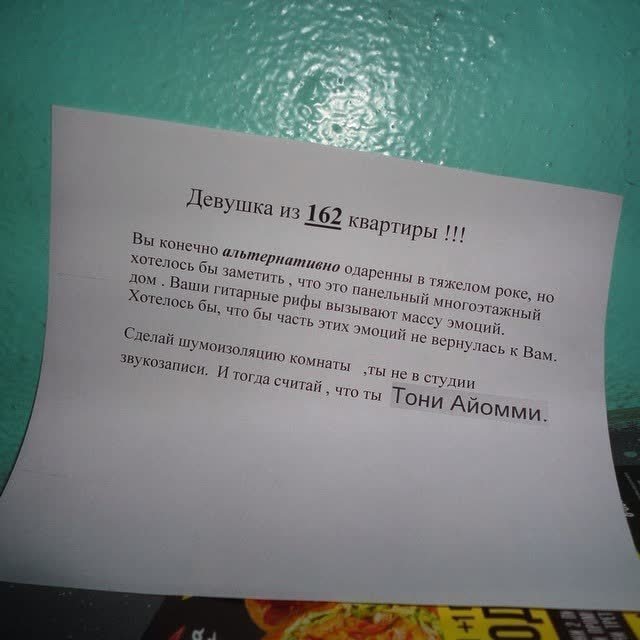 Девушка из 162 квартиры !!!
Вы конечно альтернативно одаренны в тяжелом роке, но
хотелось бы заметить , что это панельный многоэтажный
дом . Ваши гитарные рифы вызывают массу эмоций.
Хотелось бы, что бы часть этих эмоций не вернулась к Вам.
Сделай шумоизоляцию комнаты ,ты не в студии
звукозаписи. И тогда считай , что ты Тони Айомми.
+1